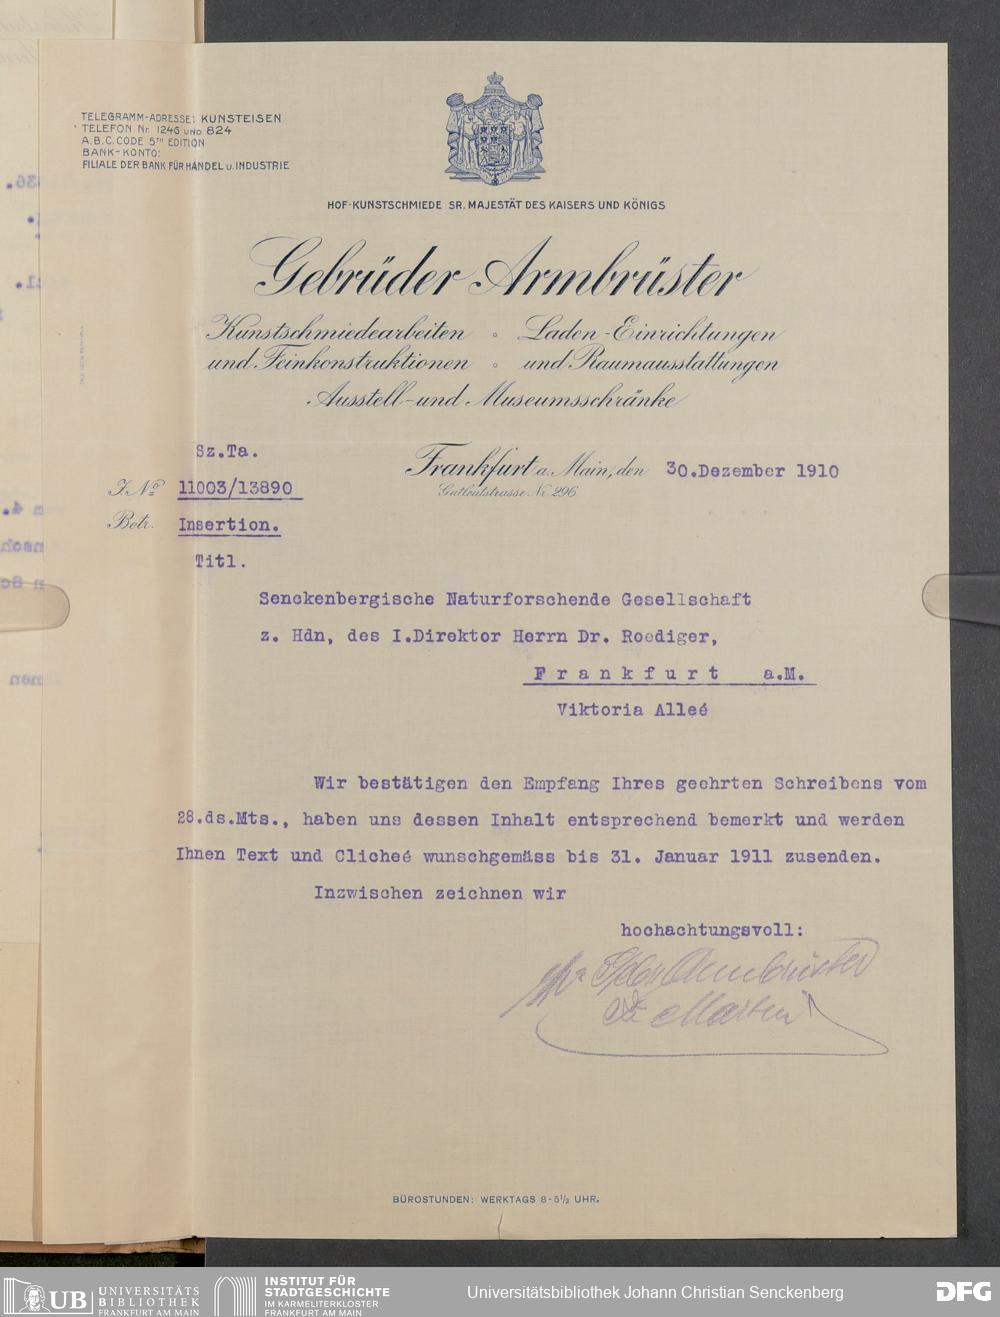 TELEGRAMM-ADRESSE: KUNSTEISEN
TELEFON Nr. 1246 UND 824
A.B.C. CODE 5TH EDITION
BANK-KONTO:
FILIALE DER BANK FÜR HANDEL u. INDUSTRIE
HOF-KUNSTSCHMIEDE SR. MAJESTÄT DES KAISERS UND KÖNIGS
Gebrüder Armbrüster
Kunstschmiedearbeiten ∘ Laden-Einrichtungen
und Feinkonstruktionen ∘ und Raumausstattungen
Ausstell- und Museumsschränke
Sz.Ta.
Frankfurt a. Main, den 30.Dezember 1910
Gutleutstrasse Nr. 296
J. No 11003/13890
Betr. Insertion.
Titl.
Senckenbergische Naturforschende Gesellschaft
z. Hdn, des I.Direktor Herrn Dr. Roediger,
Frankfurt a.M.
Viktoria Alleé
Wir bestätigen den Empfang Ihres geehrten Schreibens vom
28.ds.Mts., haben uns dessen Inhalt entsprechend bemerkt und werden
Ihnen Text und Clicheé wunschgemäss bis 31. Januar 1911 zusenden.
Inzwischen zeichnen wir
hochachtungsvoll:
Armbrüster
BÜROSTUNDEN: WERKTAGS 8-5½ UHR.
UB UNIVERSITÄTS
BIBLIOTHEK
FRANKFURT AM MAIN
INSTITUT FÜR
STADTGESCHICHTE
IM KARMELITERKLOSTER
FRANKFURT AM MAIN
Universitätsbibliothek Johann Christian Senckenberg
DFG